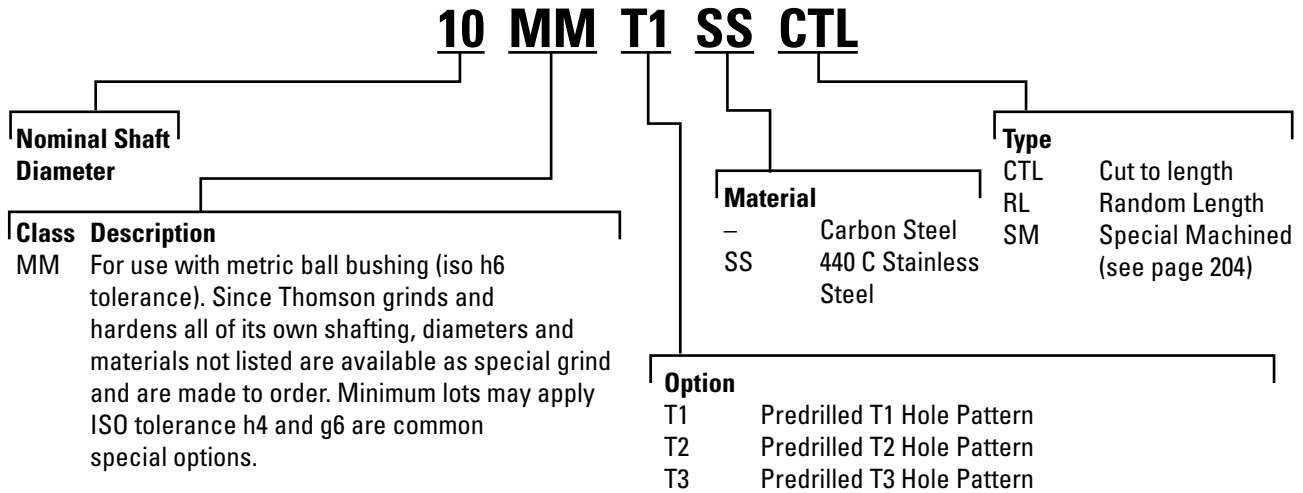 10 MM T1 SS CTL
Nominal Shaft
Diameter
Class Description
MM For use with metric ball bushing (iso h6
tolerance). Since Thomson grinds and
hardens all of its own shafting, diameters and
materials not listed are available as special grind
and are made to order. Minimum lots may apply
ISO tolerance h4 and g6 are common
special options.
Material
– Carbon Steel
SS 440 C Stainless
Steel
Type
CTL Cut to length
RL Random Length
SM Special Machined
(see page 204)
Option
T1 Predrilled T1 Hole Pattern
T2 Predrilled T2 Hole Pattern
T3 Predrilled T3 Hole Pattern